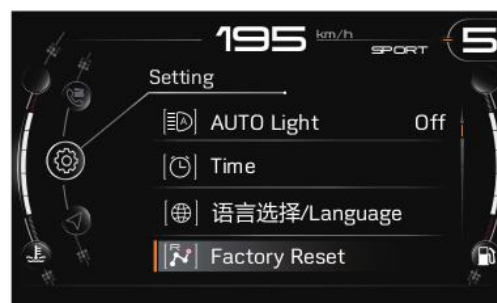 195 km/h
SPORT 5
Setting
AUTO Light Off
Time
语言选择/Language
Factory Reset